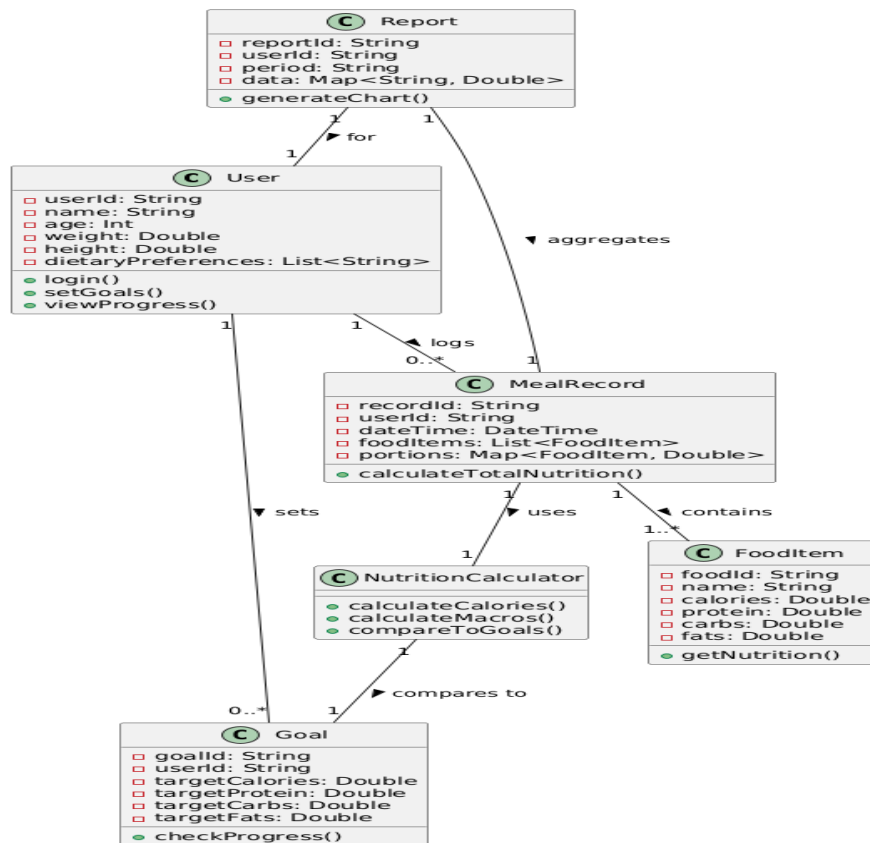 C Report
reportId: String
userId: String
period: String
data: Map<String, Double>
generateChart()
1
1
for
1
C User
userId: String
name: String
age: Int
weight: Double
height: Double
dietaryPreferences: List<String>
login()
setGoals()
viewProgress()
aggregates
1
1
logs
0..*
1
C MealRecord
recordId: String
userId: String
dateTime: DateTime
foodItems: List<FoodItem>
portions: Map<FoodItem, Double>
calculateTotalNutrition()
1
1
sets
uses
contains
1
1..*
C NutritionCalculator
calculateCalories()
calculateMacros()
compareToGoals()
C FoodItem
foodId: String
name: String
calories: Double
protein: Double
carbs: Double
fats: Double
getNutrition()
1
compares to
0..*
1
C Goal
goalId: String
userId: String
targetCalories: Double
targetProtein: Double
targetCarbs: Double
targetFats: Double
checkProgress()